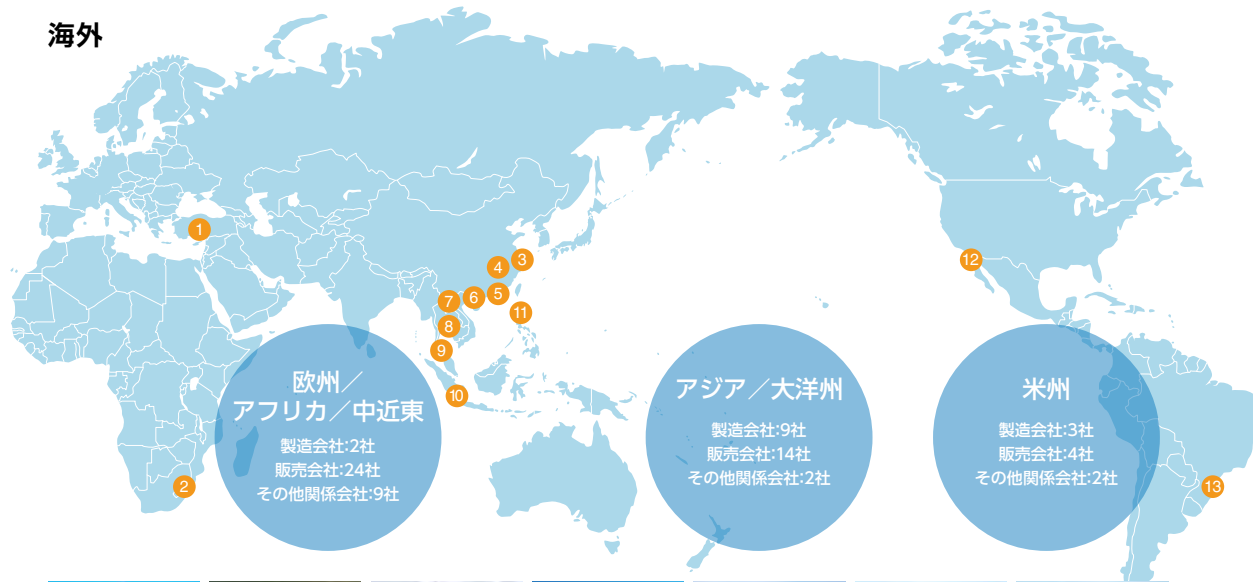 海外
1
2
3
4
5
6
7
8
9
10
11
12
13
欧州／
アフリカ／中近東
製造会社:2社
販売会社:24社
その他関係会社:9社
アジア／大洋州
製造会社:9社
販売会社:14社
その他関係会社:2社
米州
製造会社:3社
販売会社:4社
その他関係会社:2社